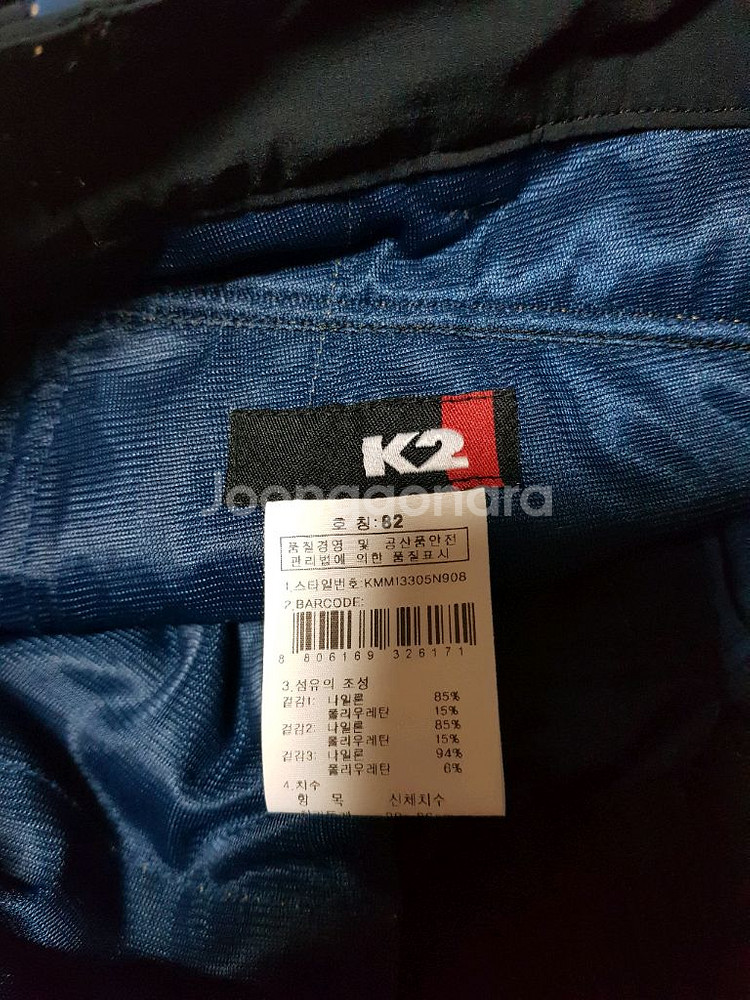 K2
Joonggonara
호 칭: 82
품질경영 및 공산품안전
관리법에 의한 품질표시
1.스타일번호:KMM13305N908
2.BARCODE:
8 806169 326171
3.섬유의 조성
겉감1: 나일론 85%
폴리우레탄 15%
겉감2: 나일론 85%
폴리우레탄 15%
겉감3: 나일론 94%
폴리우레탄 6%
4.치수
항 목 신체치수